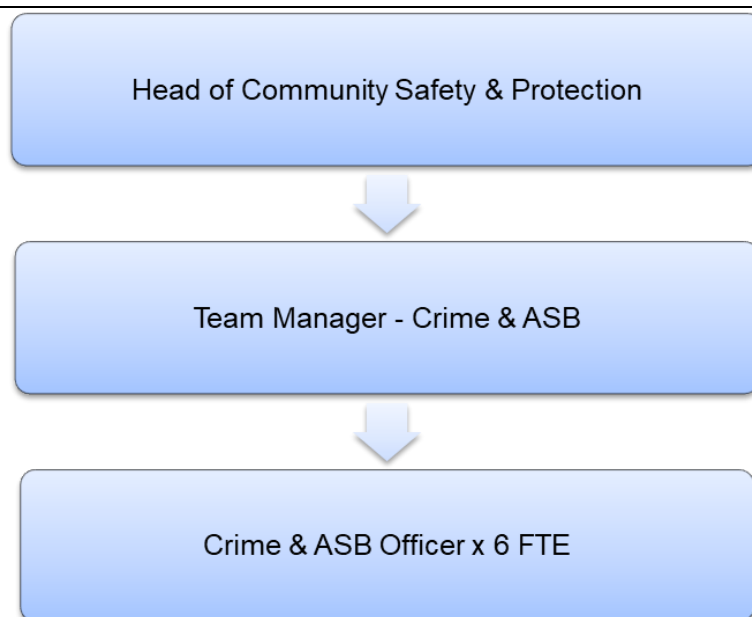 Head of Community Safety & Protection
Team Manager - Crime & ASB
Crime & ASB Officer x 6 FTE